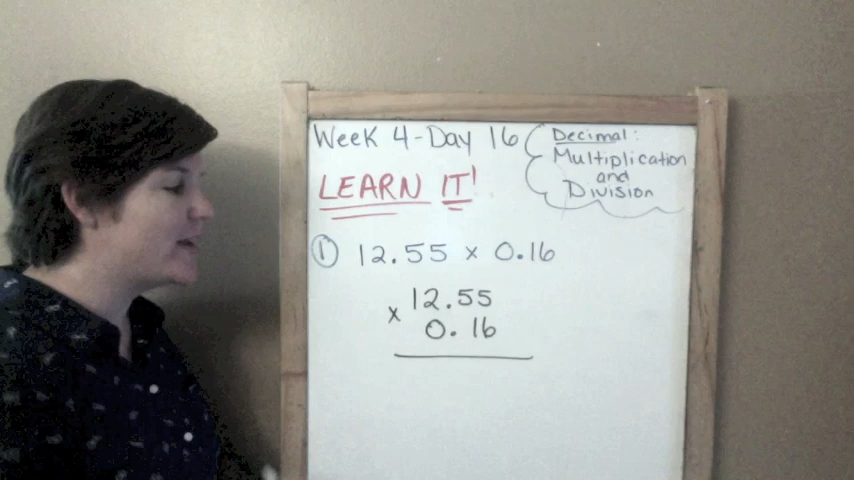 Week 4-Day 16
Decimal:
Multiplication
and
Division
LEARN IT!
① 12.55 x 0.16
12.55
x 0.16